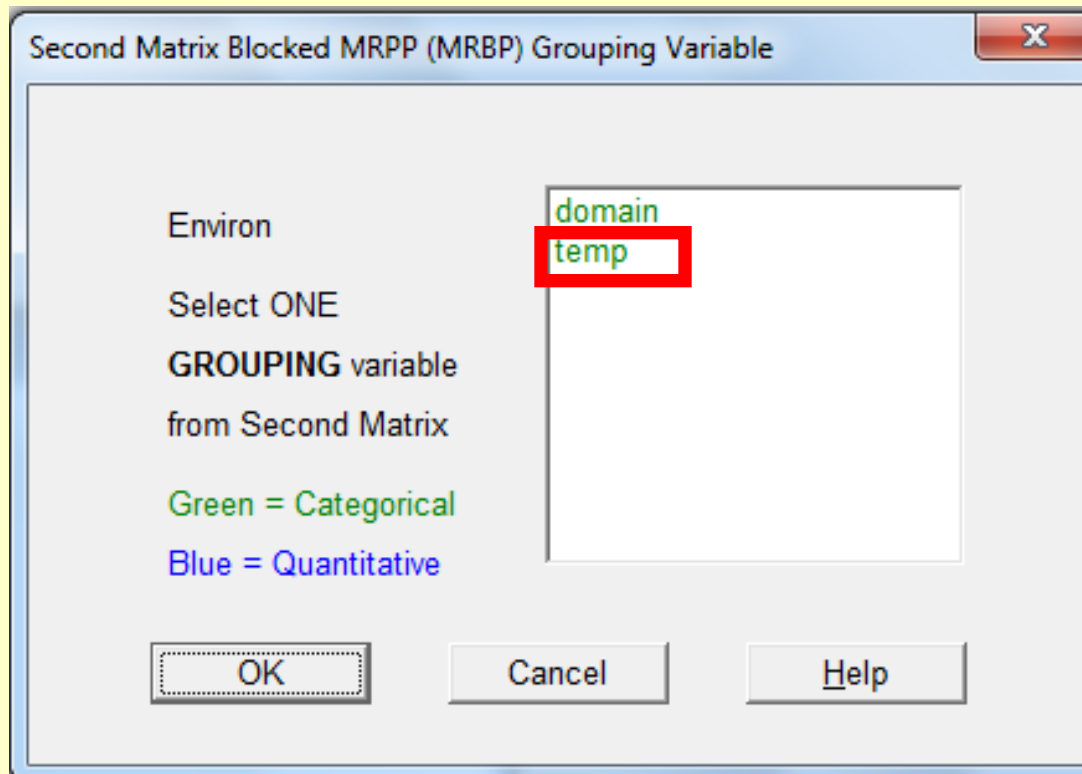 Second Matrix Blocked MRPP (MRBP) Grouping Variable
x
Environ
domain
temp
Select ONE
GROUPING variable
from Second Matrix
Green = Categorical
Blue = Quantitative
OK
Cancel
Help